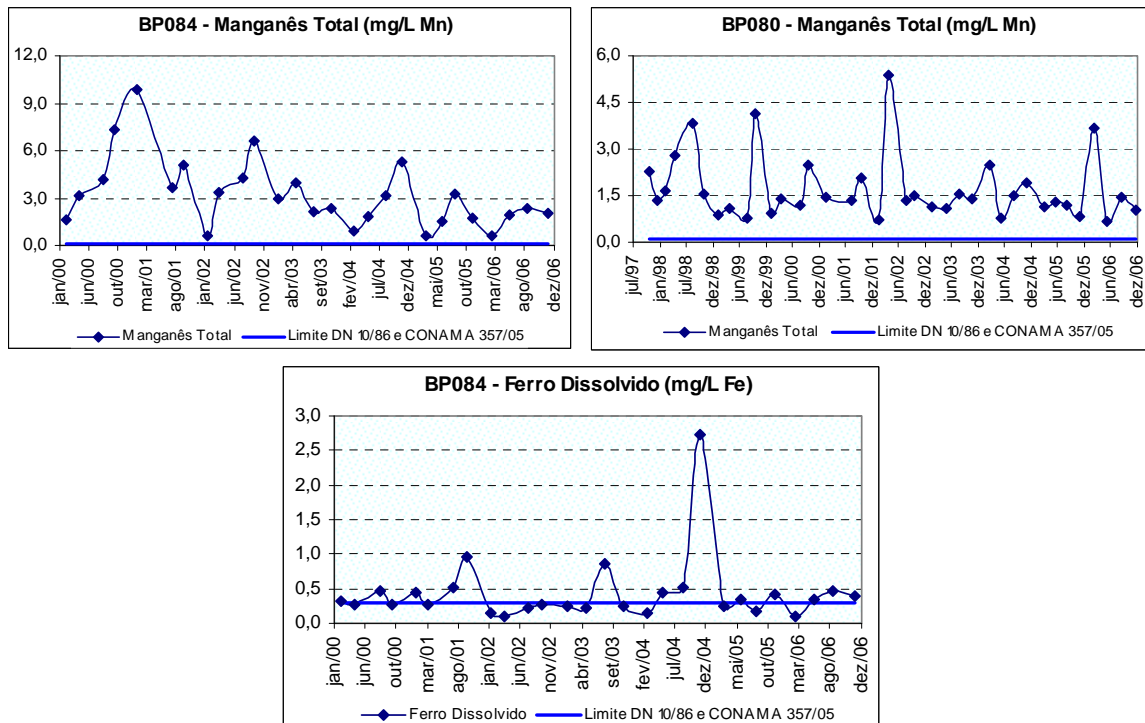 BP084 - Manganês Total (mg/L Mn)
12,0
9,0
6,0
3,0
0,0
jan/00
jun/00
out/00
mar/01
ago/01
jan/02
jun/02
nov/02
abr/03
set/03
fev/04
jul/04
dez/04
mai/05
out/05
mar/06
ago/06
dez/06
Manganês Total
Limite DN 10/86 e CONAMA 357/05
BP080 - Manganês Total (mg/L Mn)
6,0
4,5
3,0
1,5
0,0
jul/97
jan/98
jul/98
dez/98
jun/99
dez/99
jun/00
dez/00
jun/01
dez/01
jun/02
dez/02
jun/03
dez/03
jun/04
dez/04
jun/05
dez/05
jun/06
dez/06
Manganês Total
Limite DN 10/86 e CONAMA 357/05
BP084 - Ferro Dissolvido (mg/L Fe)
3,0
2,5
2,0
1,5
1,0
0,5
0,0
jan/00
jun/00
out/00
mar/01
ago/01
jan/02
jun/02
nov/02
abr/03
set/03
fev/04
jul/04
dez/04
mai/05
out/05
mar/06
ago/06
dez/06
Ferro Dissolvido
Limite DN 10/86 e CONAMA 357/05